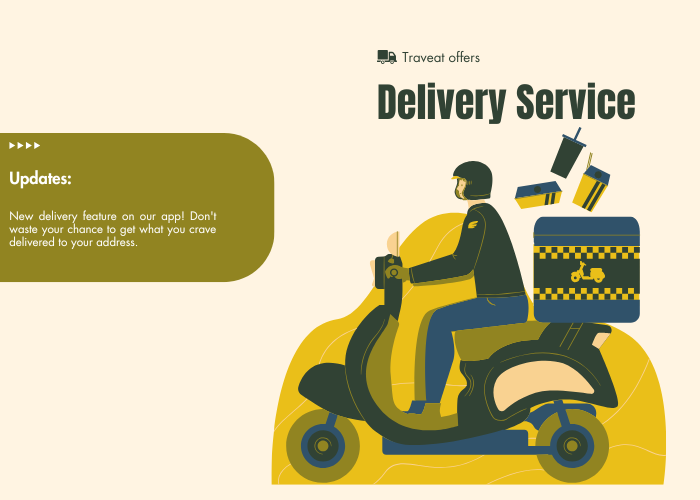 Traveat offers
Delivery Service
Updates:
New delivery feature on our app! Don't
waste your chance to get what you crave
delivered to your address.